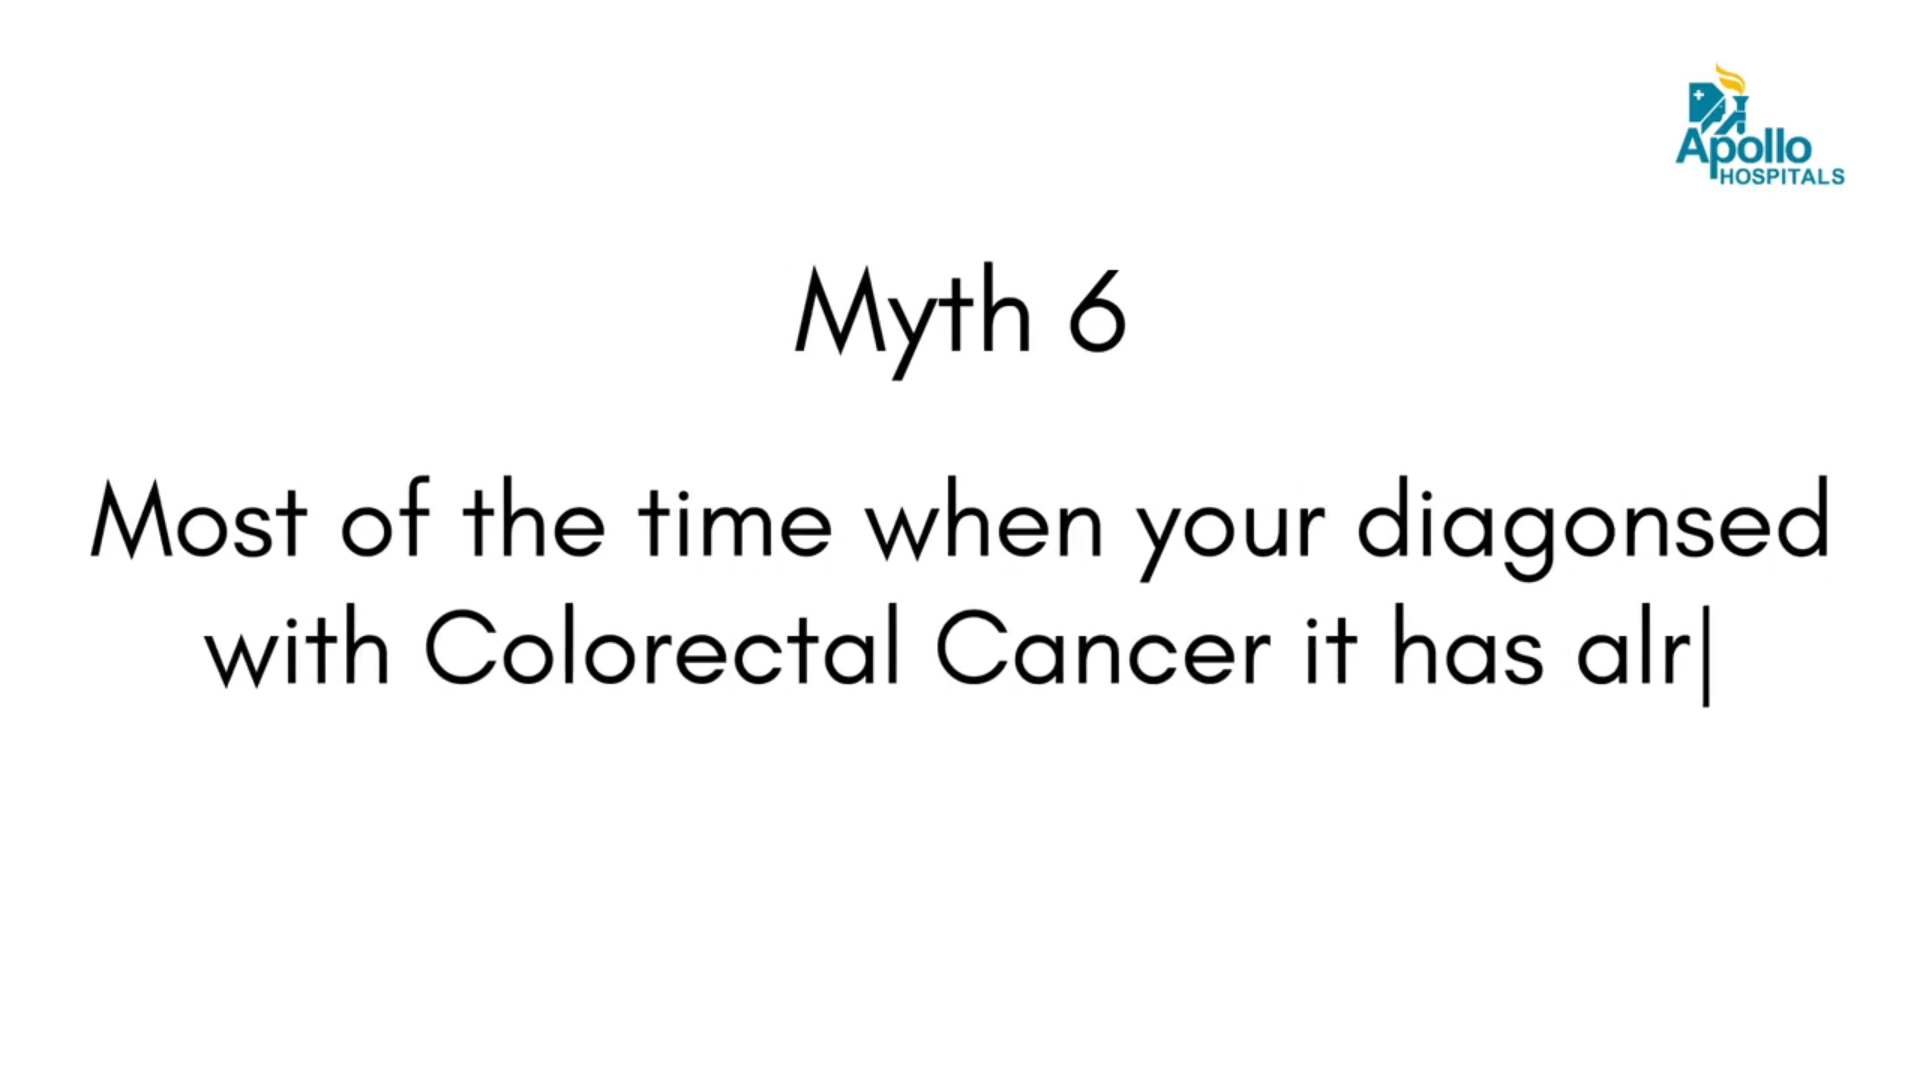 Apollo
HOSPITALS
Myth 6
Most of the time when your diagonsed
with Colorectal Cancer it has alr